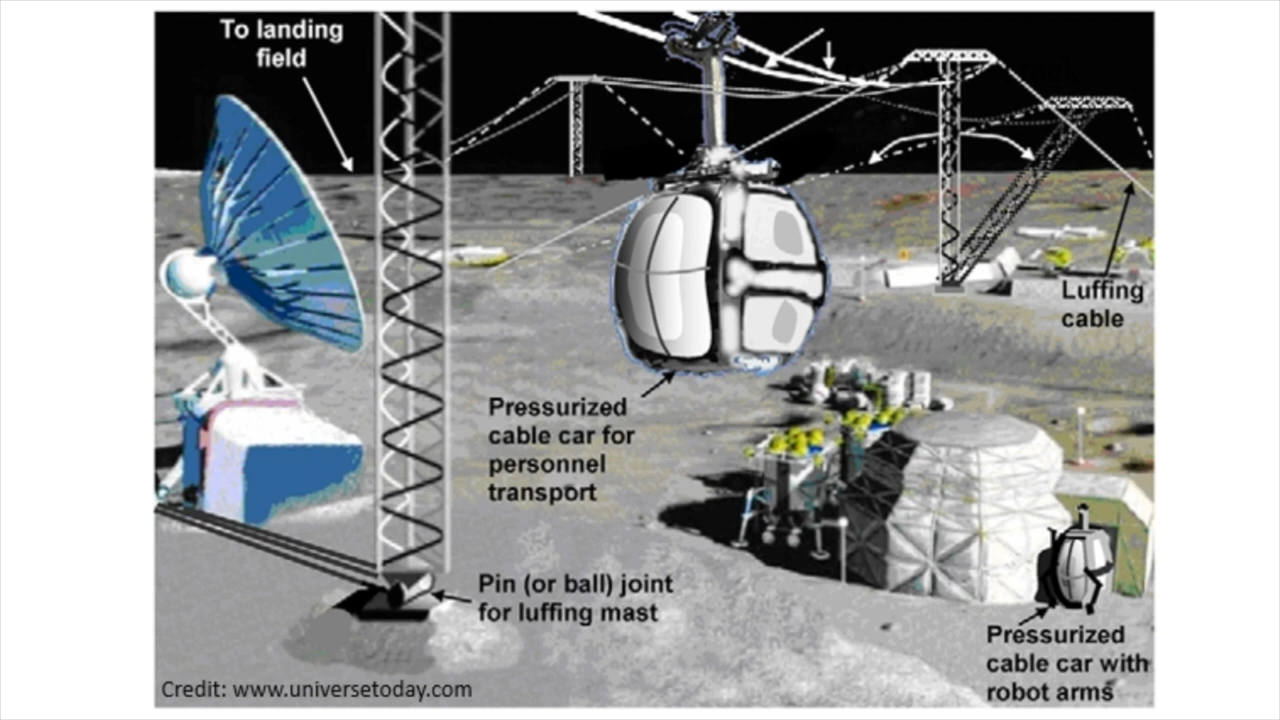 To landing
field
Luffing
cable
Pressurized
cable car for
personnel
transport
Pin (or ball) joint
for luffing mast
Pressurized
cable car with
robot arms
Credit: www.universetoday.com